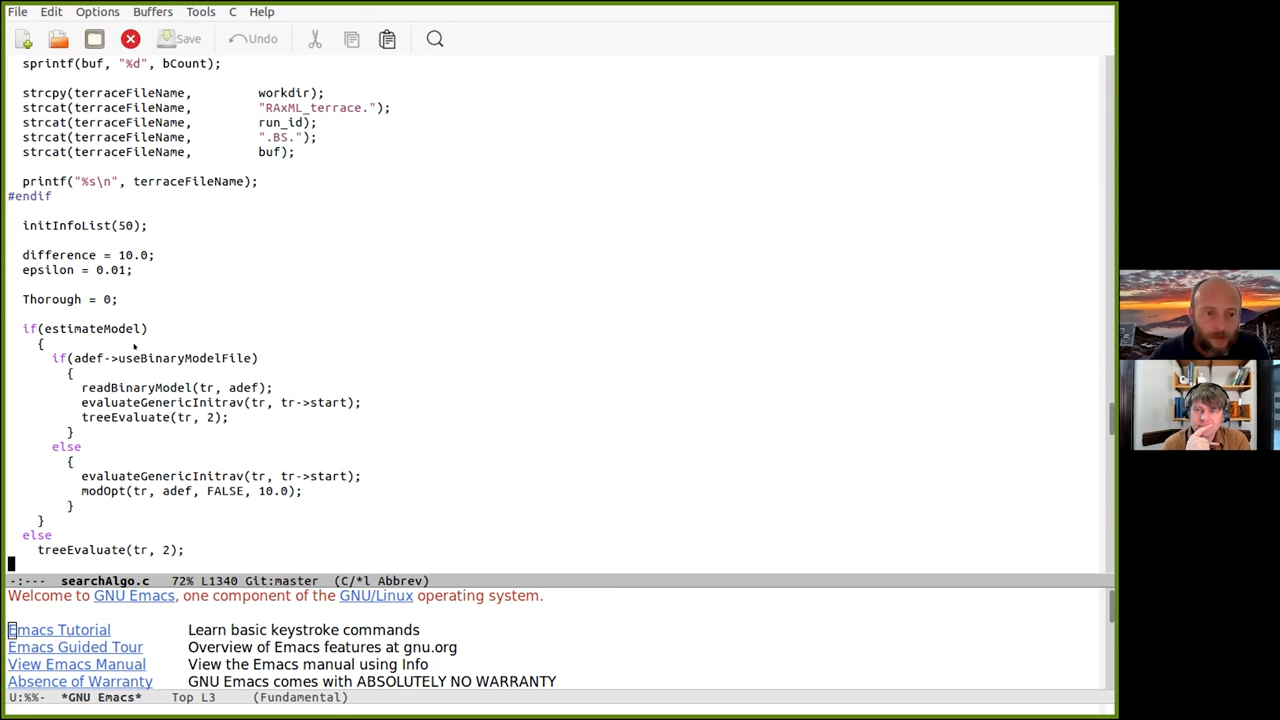 File Edit Options Buffers Tools C Help
Save Undo
sprintf(buf, "%d", bCount);
strcpy(terraceFileName, workdir);
strcat(terraceFileName, "RAxML_terrace.");
strcat(terraceFileName, run_id);
strcat(terraceFileName, ".BS.");
strcat(terraceFileName, buf);
printf("%s\n", terraceFileName);
#endif
initInfoList(50);
difference = 10.0;
epsilon = 0.01;
Thorough = 0;
if(estimateModel)
{
if(adef->useBinaryModelFile)
{
readBinaryModel(tr, adef);
evaluateGenericInitrav(tr, tr->start);
treeEvaluate(tr, 2);
}
else
{
evaluateGenericInitrav(tr, tr->start);
modOpt(tr, adef, FALSE, 10.0);
}
}
else
treeEvaluate(tr, 2);
-:--- searchAlgo.c 72% L1340 Git:master (C/*l Abbrev)
Welcome to GNU Emacs, one component of the GNU/Linux operating system.
Emacs Tutorial Learn basic keystroke commands
Emacs Guided Tour Overview of Emacs features at gnu.org
View Emacs Manual View the Emacs manual using Info
Absence of Warranty GNU Emacs comes with ABSOLUTELY NO WARRANTY
U:%%- *GNU Emacs* Top L3 (Fundamental)